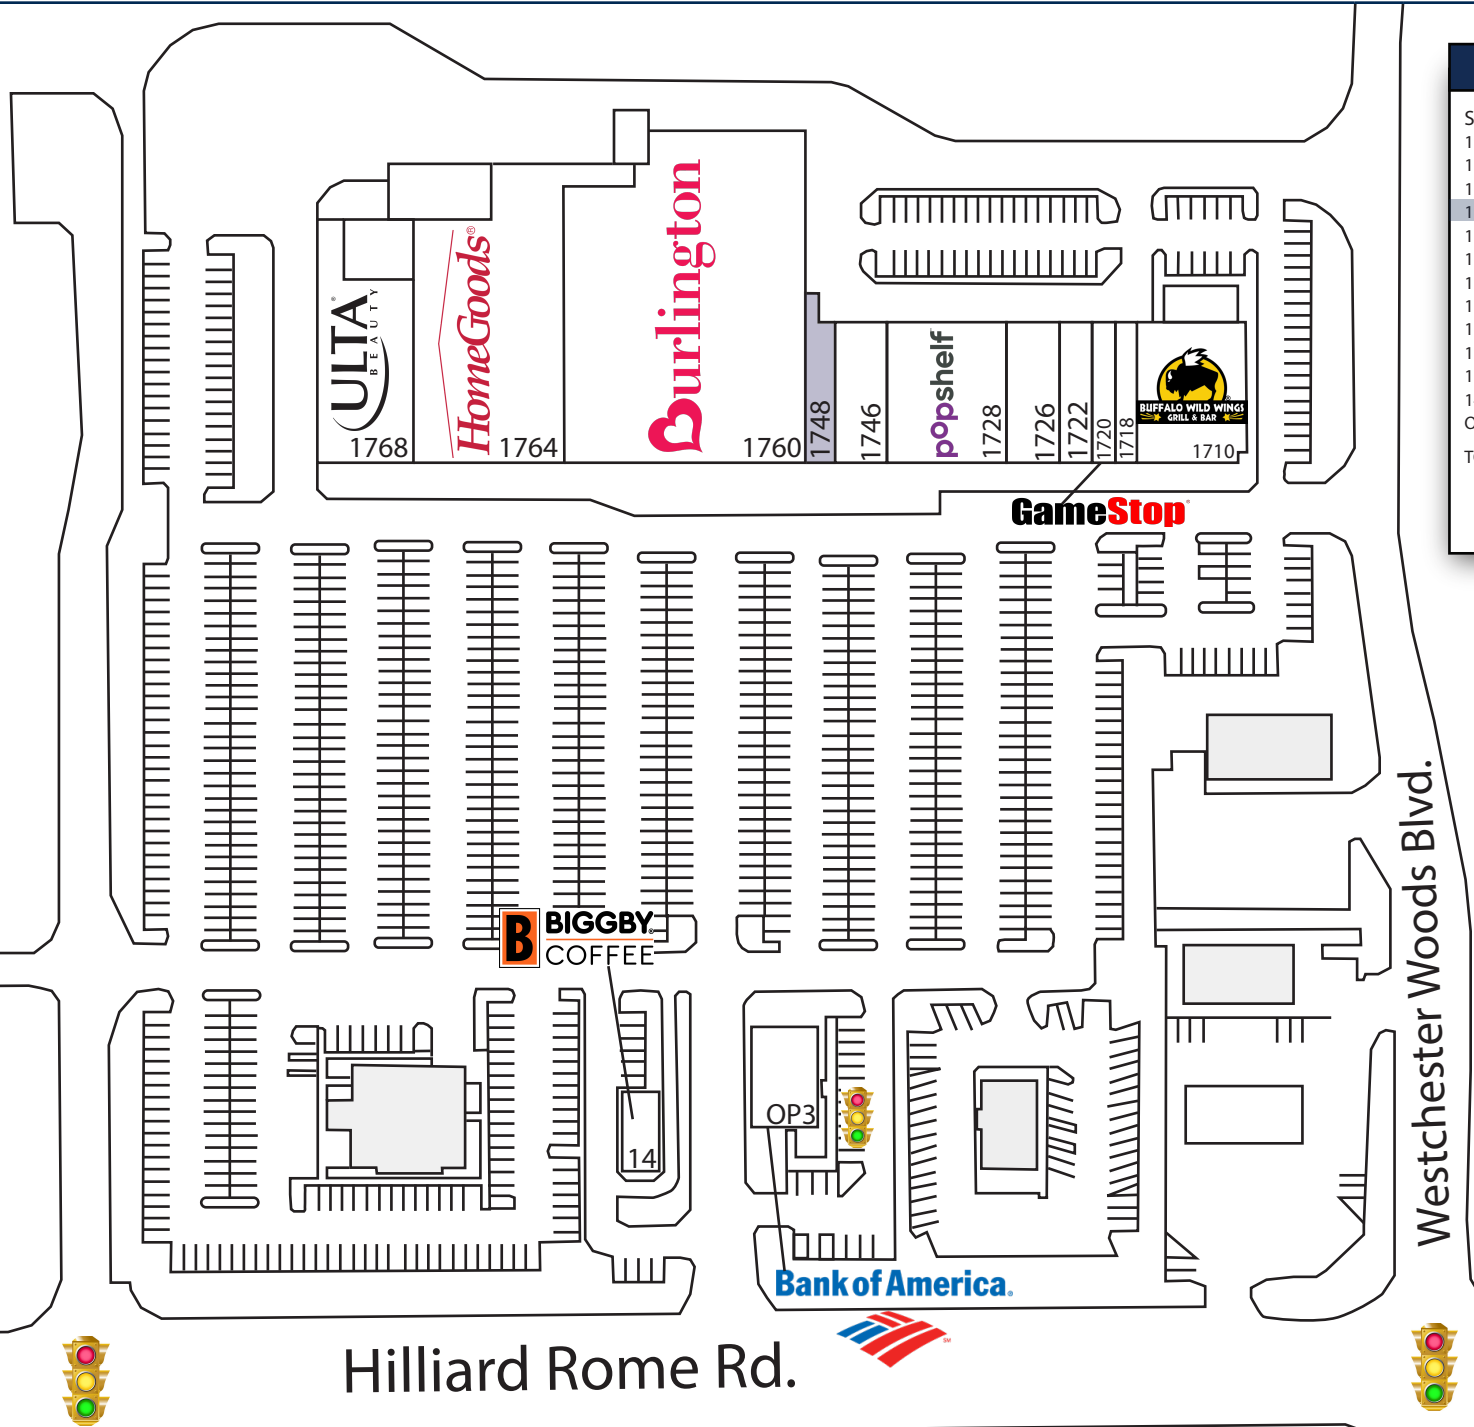 ULTA
BEAUTY
1768
HomeGoods®
1764
Burlington
1760
1748
1746
popshelf
1728
1726
1722
1720
1718
BUFFALO WILD WINGS
GRILL & BAR
1710
GameStop
BIGGBY
COFFEE
B
14
OP3
Bank of America.
Hilliard Rome Rd.
Westchester Woods Blvd.